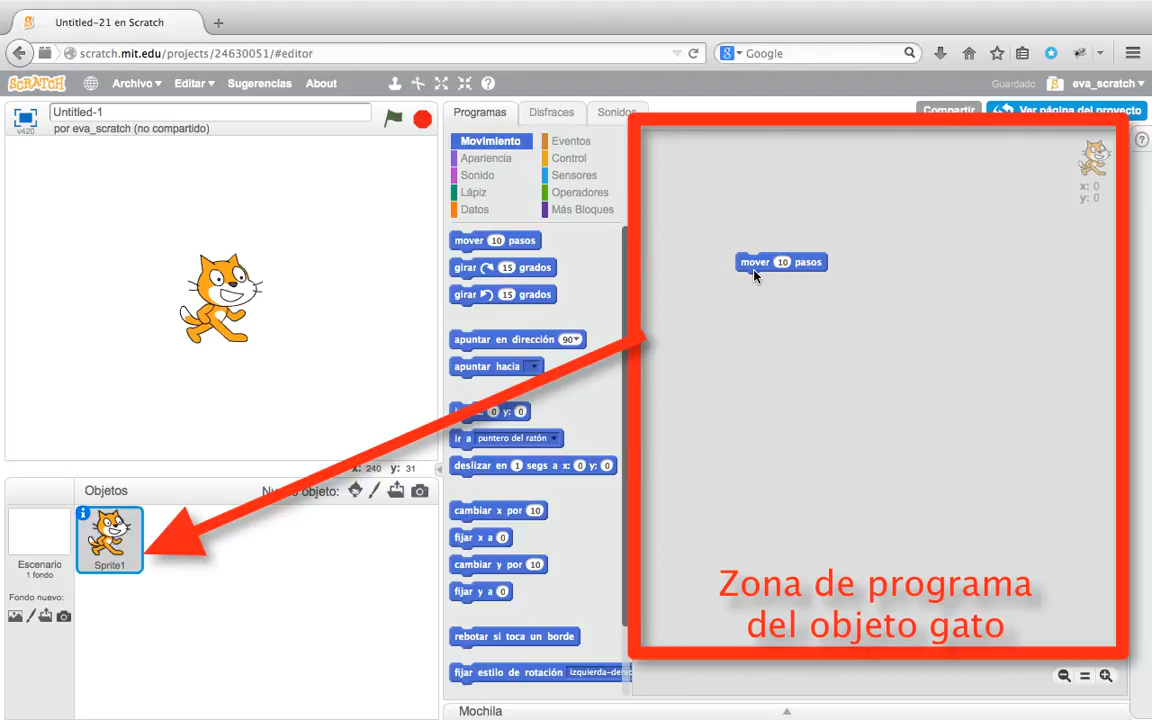 Untitled-21 en Scratch
scratch.mit.edu/projects/24630051/#editor
Google
SCRATCH
Archivo
Editar
Sugerencias
About
Guardado
eva_scratch
Untitled-1
por eva_scratch (no compartido)
v420
Programas
Disfraces
Sonidos
Compartir
Ver página del proyecto
Movimiento
Apariencia
Sonido
Lápiz
Datos
Eventos
Control
Sensores
Operadores
Más Bloques
mover 10 pasos
girar 15 grados
girar 15 grados
apuntar en dirección 90
apuntar hacia
0 y: 0
ir a puntero del ratón
deslizar en 1 segs a x: 0 y: 0
cambiar x por 10
fijar x a 0
cambiar y por 10
fijar y a 0
rebotar si toca un borde
fijar estilo de rotación izquierda-dere
mover 10 pasos
x: 0
y: 0
Zona de programa
del objeto gato
x: 240 y: 31
Objetos
objeto:
Sprite1
Escenario
1 fondo
Fondo nuevo:
Mochila